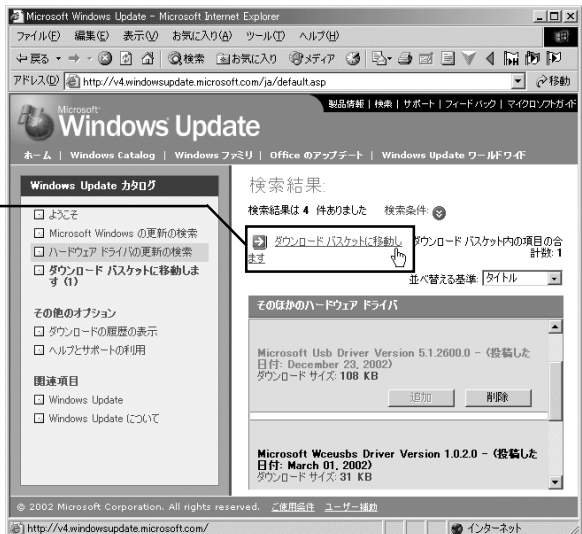 Microsoft Windows Update - Microsoft Internet Explorer
ファイル(F) 編集(E) 表示(V) お気に入り(A) ツール(T) ヘルプ(H)
戻る 検索 お気に入り メディア
アドレス(D) http://v4.windowsupdate.microsoft.com/ja/default.asp 移動
製品情報 | 検索 | サポート | フィードバック | マイクロソフトガイド
Microsoft
Windows Update
ホーム | Windows Catalog | Windows ファミリ | Office のアップデート | Windows Update ワールドワイド
Windows Update カタログ
ようこそ
Microsoft Windows の更新の検索
ハードウェア ドライバの更新の検索
ダウンロード バスケットに移動しま
す (1)
その他のオプション
ダウンロードの履歴の表示
ヘルプとサポートの利用
関連項目
Windows Update
Windows Update について
検索結果:
検索結果は 4 件ありました 検索条件:
ダウンロード バスケットに移動し
ます
ダウンロード バスケット内の項目の合
計数: 1
並べ替える基準: タイトル
そのほかのハードウェア ドライバ
Microsoft Usb Driver Version 5.1.2600.0 - (投稿した
日付: December 23, 2002)
ダウンロード サイズ: 108 KB
追加 削除
Microsoft Wceusbs Driver Version 1.0.2.0 - (投稿した
日付: March 01, 2002)
ダウンロード サイズ: 31 KB
© 2002 Microsoft Corporation. All rights reserved. ご使用条件 ユーザー補助
http://v4.windowsupdate.microsoft.com/ インターネット